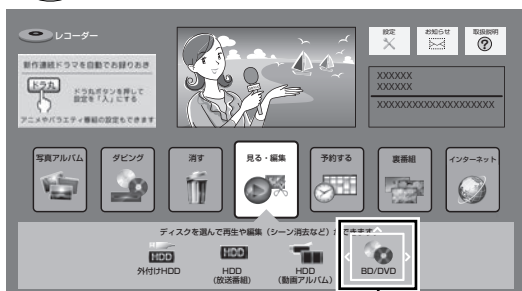 レコーダー
設定
お知らせ
取扱説明
新作連続ドラマを自動でお録りおき
ドラ丸
ドラ丸ボタンを押して
設定を「入」にする
アニメやバラエティ番組の設定もできます
XXXXXX
XXXXXX
XXXXXXXXXXXXXXXXXXXXX
写真アルバム
ダビング
消す
見る・編集
予約する
裏番組
インターネット
ディスクを選んで再生や編集(シーン消去など)ができます。
HDD
外付けHDD
HDD
HDD
(放送番組)
HDD
(動画アルバム)
BD/DVD